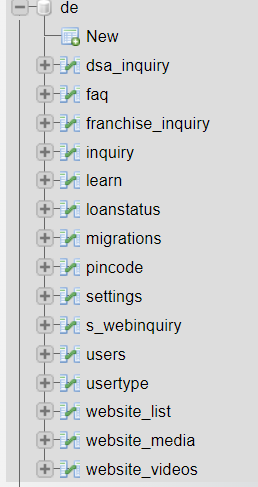 de
New
dsa_inquiry
faq
franchise_inquiry
inquiry
learn
loanstatus
migrations
pincode
settings
s_webinquiry
users
usertype
website_list
website_media
website_videos